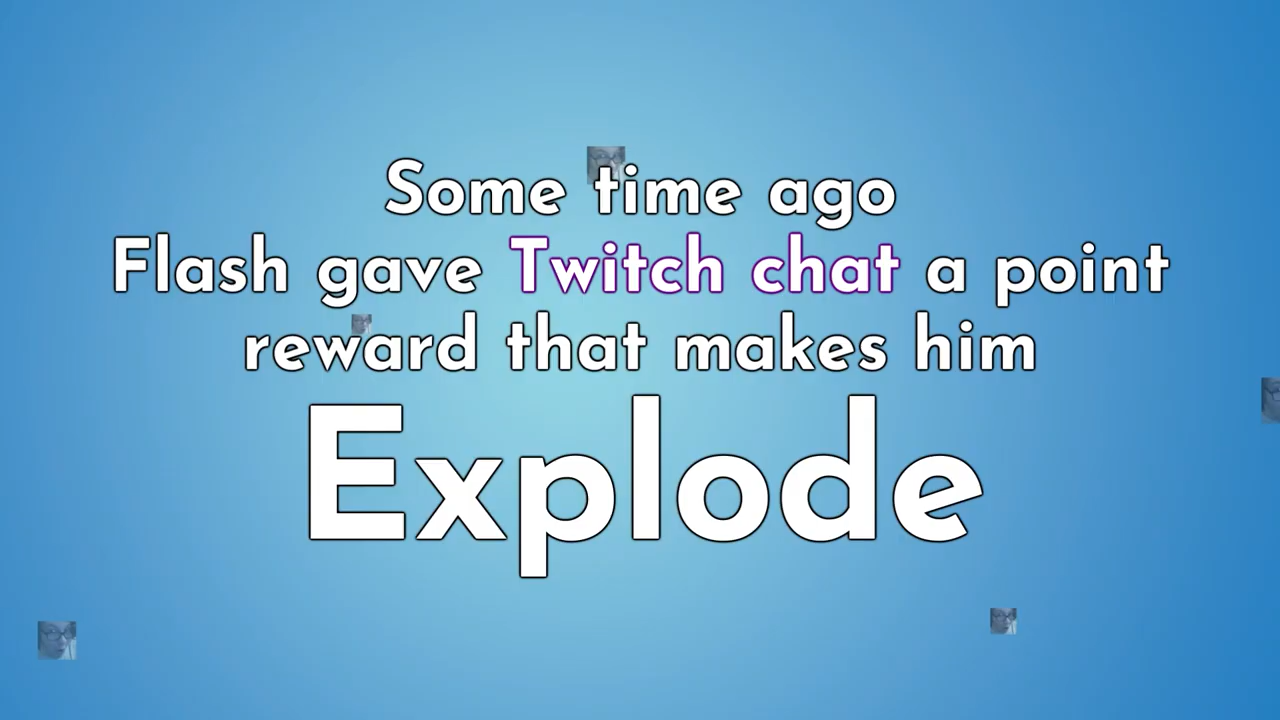 Some time ago
Flash gave Twitch chat a point
reward that makes him
Explode